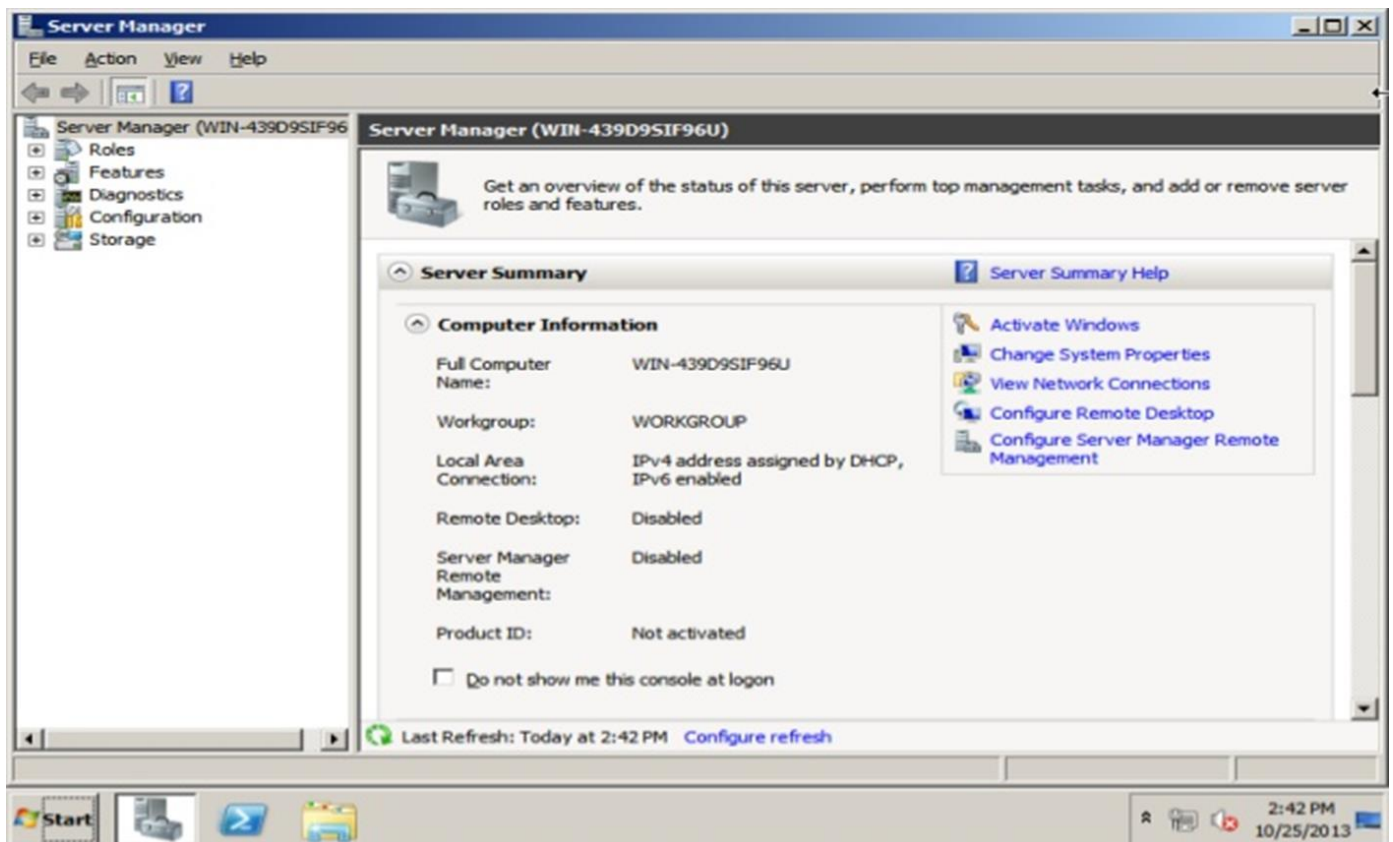 Server Manager
File Action View Help
Server Manager (WIN-439D9SIF96
Roles
Features
Diagnostics
Configuration
Storage
Server Manager (WIN-439D9SIF96U)
Get an overview of the status of this server, perform top management tasks, and add or remove server
roles and features.
Server Summary
Server Summary Help
Computer Information
Full Computer
Name:
WIN-439D9SIF96U
Workgroup:
WORKGROUP
Local Area
Connection:
IPv4 address assigned by DHCP,
IPv6 enabled
Remote Desktop:
Disabled
Server Manager
Remote
Management:
Disabled
Product ID:
Not activated
Do not show me this console at logon
Activate Windows
Change System Properties
View Network Connections
Configure Remote Desktop
Configure Server Manager Remote
Management
Last Refresh: Today at 2:42 PM Configure refresh
Start
2:42 PM
10/25/2013